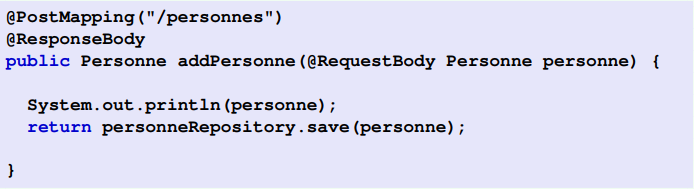 @PostMapping("/personnes")
@ResponseBody
public Personne addPersonne(@RequestBody Personne personne) {
System.out.println(personne);
return personneRepository.save(personne);
}